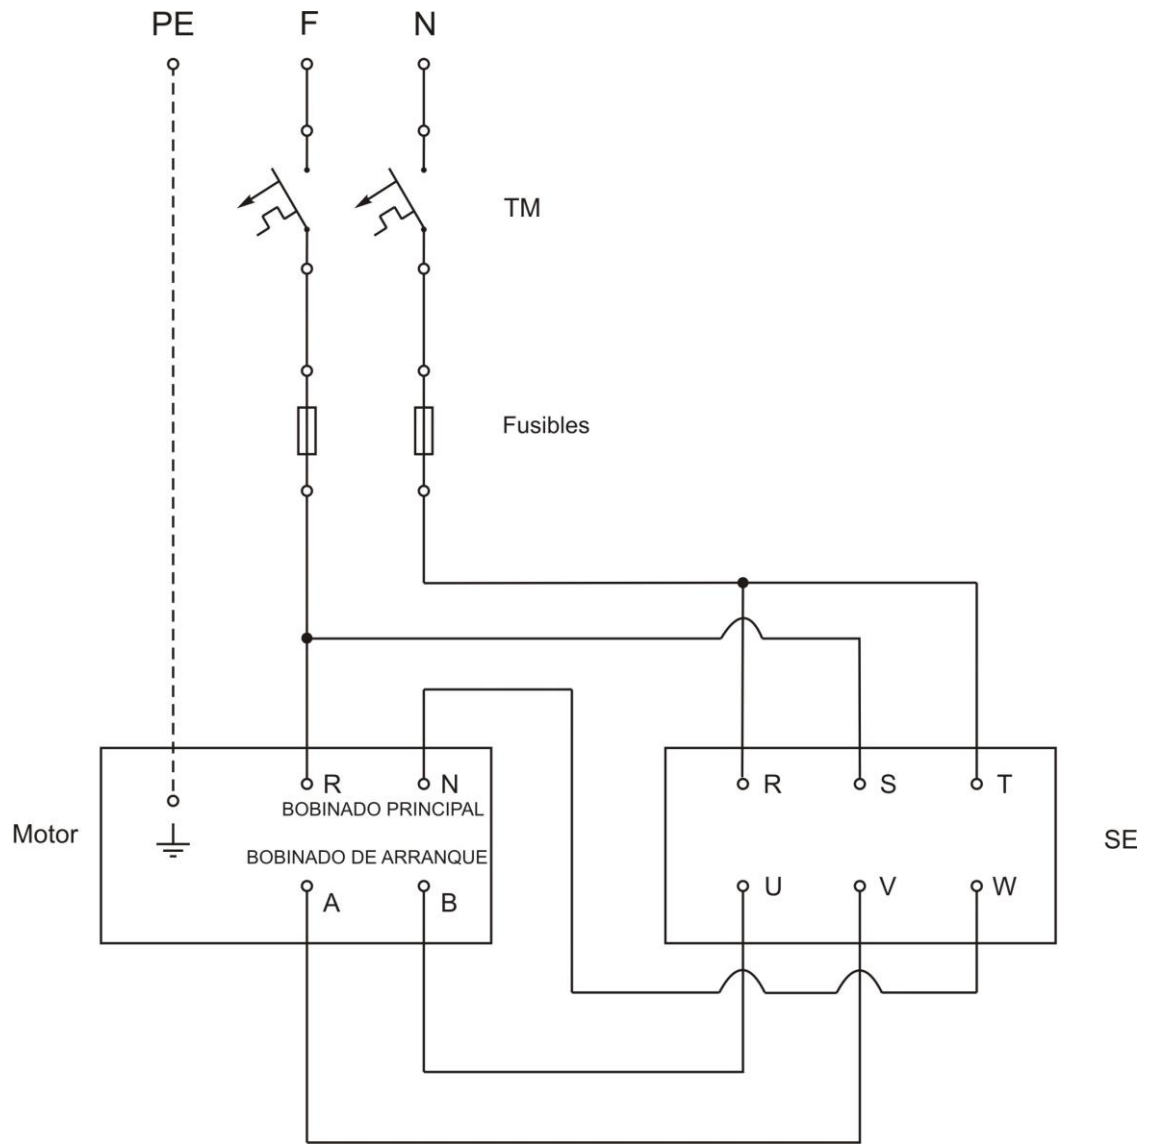 PE F N
TM
Fusibles
R N R S T
BOBINADO PRINCIPAL
Motor SE
BOBINADO DE ARRANQUE
A B U V W